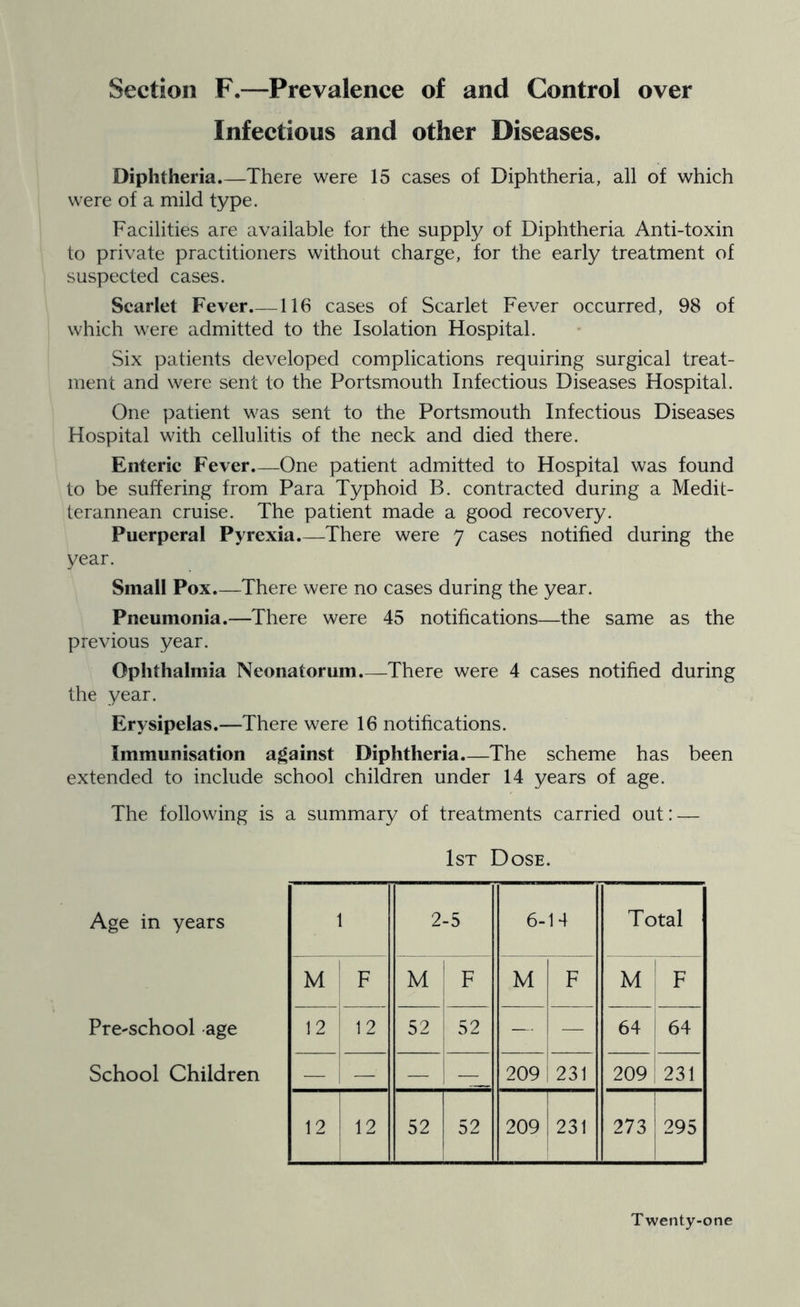 Section F.—Prevalence of and Control over
Infectious and other Diseases.
Diphtheria.—There were 15 cases of Diphtheria, all of which
were of a mild type.
Facilities are available for the supply of Diphtheria Anti-toxin
to private practitioners without charge, for the early treatment of
suspected cases.
Scarlet Fever.—116 cases of Scarlet Fever occurred, 98 of
which were admitted to the Isolation Hospital.
Six patients developed complications requiring surgical treat-
ment and were sent to the Portsmouth Infectious Diseases Hospital.
One patient was sent to the Portsmouth Infectious Diseases
Hospital with cellulitis of the neck and died there.
Enteric Fever.—One patient admitted to Hospital was found
to be suffering from Para Typhoid B. contracted during a Medit-
terannean cruise. The patient made a good recovery.
Puerperal Pyrexia.—There were 7 cases notified during the
year.
Small Pox.—There were no cases during the year.
Pneumonia.—There were 45 notifications—the same as the
previous year.
Ophthalmia Neonatorum.—There were 4 cases notified during
the year.
Erysipelas.—There were 16 notifications.
Immunisation against Diphtheria.—The scheme has been
extended to include school children under 14 years of age.
The following is a summary of treatments carried out:—
1st Dose.
Age in years 1 2-5 6-14 Total
M F M F M F M F
Pre-school age 12 12 52 52 — — 64 64
School Children — — — — 209 231 209 231
12 12 52 52 209 231 273 295
Twenty-one